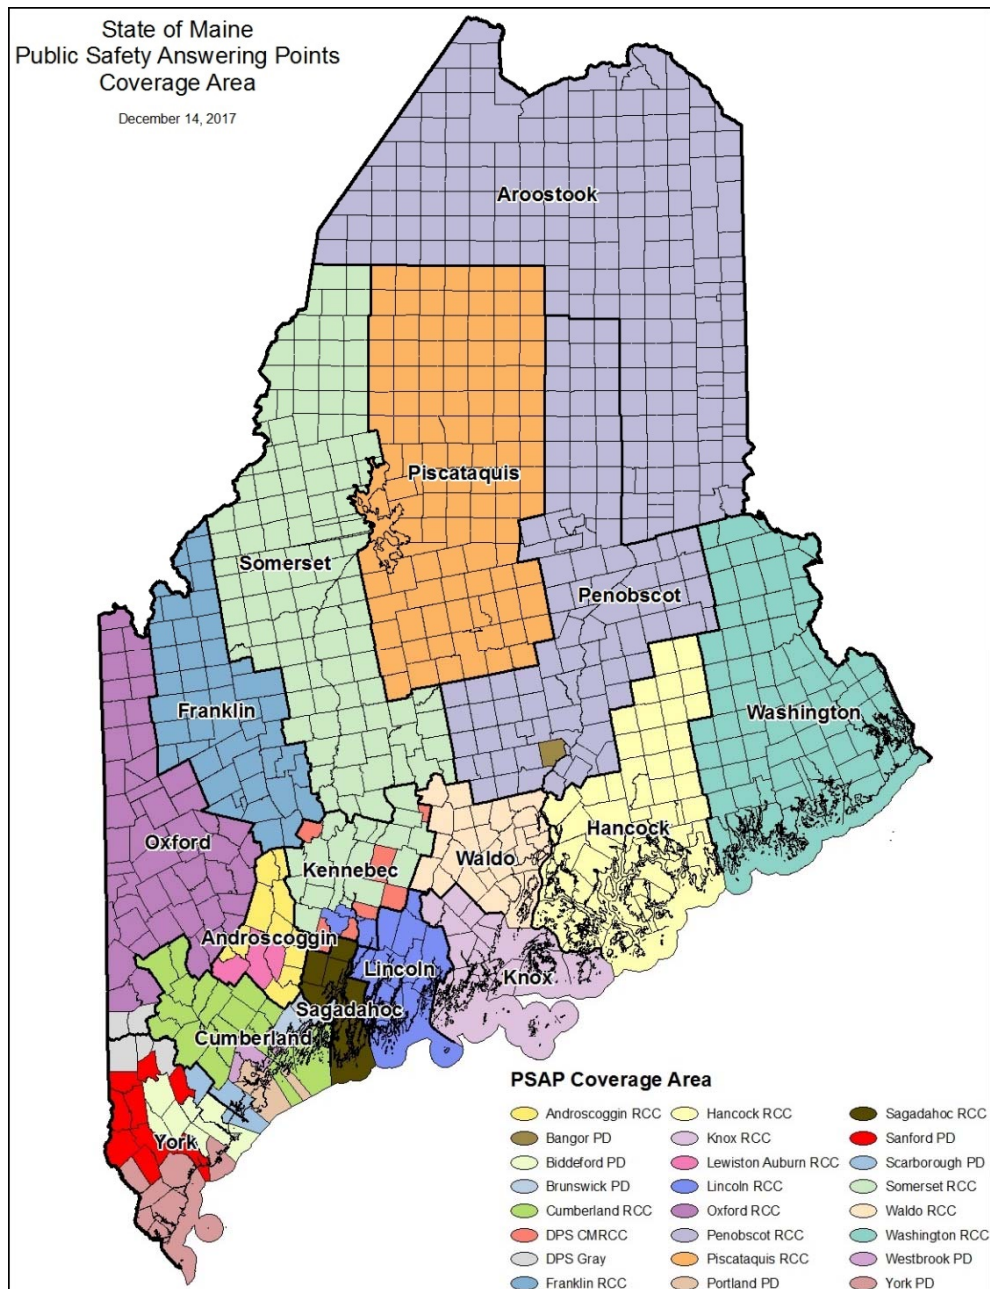 State of Maine
Public Safety Answering Points
Coverage Area
December 14, 2017
Aroostook
Piscataquis
Somerset
Penobscot
Franklin
Washington
Oxford
Hancock
Waldo
Kennebec
Androscoggin
Lincoln
Knox
Sagadahoc
Cumberland
York
PSAP Coverage Area
Androscoggin RCC
Bangor PD
Biddeford PD
Brunswick PD
Cumberland RCC
DPS CMRCC
DPS Gray
Franklin RCC
Hancock RCC
Knox RCC
Lewiston Auburn RCC
Lincoln RCC
Oxford RCC
Penobscot RCC
Piscataquis RCC
Portland PD
Sagadahoc RCC
Sanford PD
Scarborough PD
Somerset RCC
Waldo RCC
Washington RCC
Westbrook PD
York PD